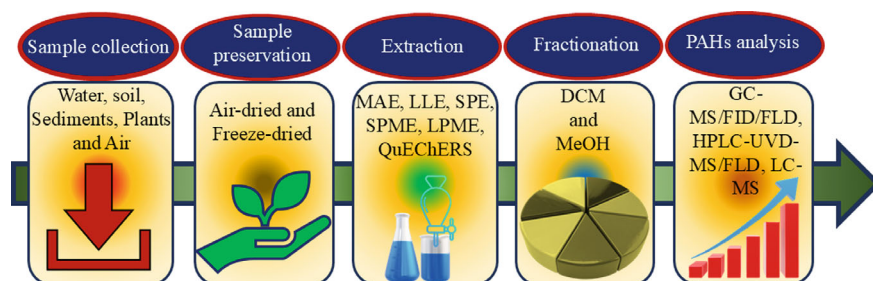 Sample collection
Water, soil,
Sediments, Plants
and Air
Sample
preservation
Air-dried and
Freeze-dried
Extraction
MAE, LLE, SPE,
SPME, LPME,
QuEChERS
Fractionation
DCM
and
MeOH
PAHs analysis
GC-
MS/FID/FLD,
HPLC-UVD-
MS/FLD, LC-
MS